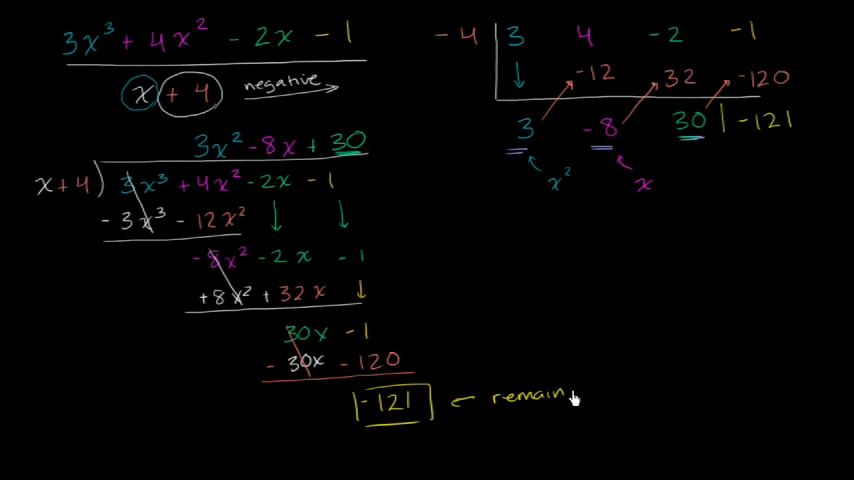 3x³ + 4x² - 2x - 1
x + 4 negative
3x² - 8x + 30
x + 4 ) 3x³ + 4x² - 2x - 1
- 3x³ - 12x²
- 8x² - 2x - 1
+ 8x² + 32x
30x - 1
- 30x - 120
-121 ← remain
-4 3 4 -2 -1
-12 32 -120
3 -8 30 | -121
x² x